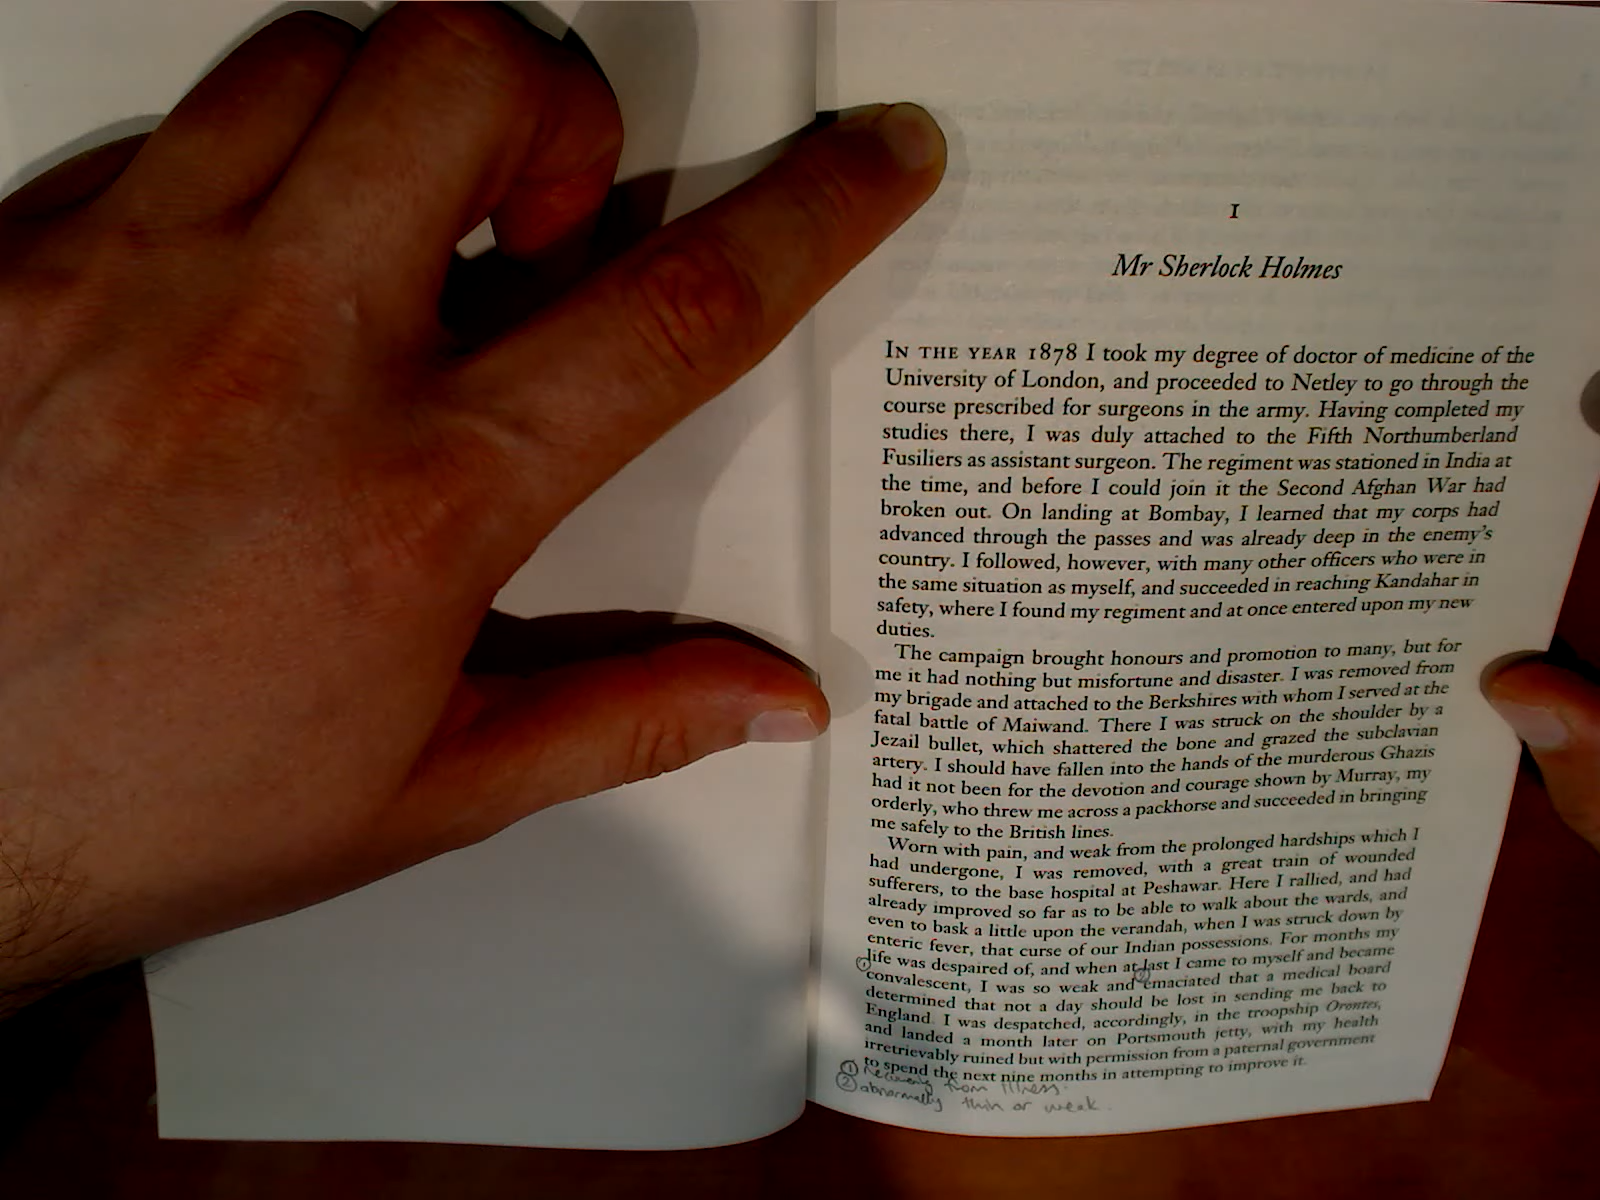 I
Mr Sherlock Holmes
IN THE YEAR 1878 I took my degree of doctor of medicine of the
University of London, and proceeded to Netley to go through the
course prescribed for surgeons in the army. Having completed my
studies there, I was duly attached to the Fifth Northumberland
Fusiliers as assistant surgeon. The regiment was stationed in India at
the time, and before I could join it the Second Afghan War had
broken out. On landing at Bombay, I learned that my corps had
advanced through the passes and was already deep in the enemy's
country. I followed, however, with many other officers who were in
the same situation as myself, and succeeded in reaching Kandahar in
safety, where I found my regiment and at once entered upon my new
duties.
The campaign brought honours and promotion to many, but for
me it had nothing but misfortune and disaster. I was removed from
my brigade and attached to the Berkshires with whom I served at the
fatal battle of Maiwand. There I was struck on the shoulder by a
Jezail bullet, which shattered the bone and grazed the subclavian
artery. I should have fallen into the hands of the murderous Ghazis
had it not been for the devotion and courage shown by Murray, my
orderly, who threw me across a packhorse and succeeded in bringing
me safely to the British lines.
Worn with pain, and weak from the prolonged hardships which I
had undergone, I was removed, with a great train of wounded
sufferers, to the base hospital at Peshawar. Here I rallied, and had
already improved so far as to be able to walk about the wards, and
even to bask a little upon the verandah, when I was struck down by
enteric fever, that curse of our Indian possessions. For months my
life was despaired of, and when at last I came to myself and became
① convalescent, I was so weak and ② emaciated that a medical board
determined that not a day should be lost in sending me back to
England. I was despatched, accordingly, in the troopship Orontes,
and landed a month later on Portsmouth jetty, with my health
irretrievably ruined but with permission from a paternal government
to spend the next nine months in attempting to improve it.
① Recovering from illness.
② abnormally thin or weak.